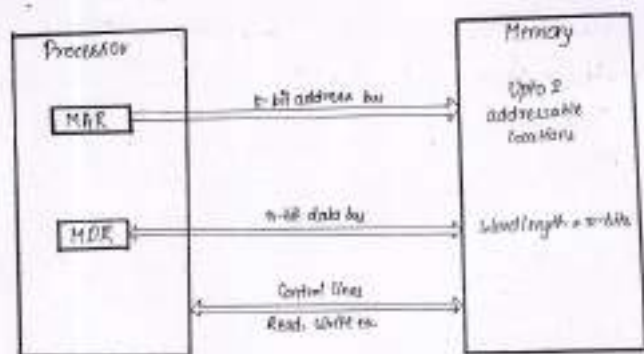 Processor
Memory
MAR
t-bit address bus
Upto 2
addressable
locations
MDR
n-bit data bus
Word length = n-bits
Control lines
Read, Write etc.